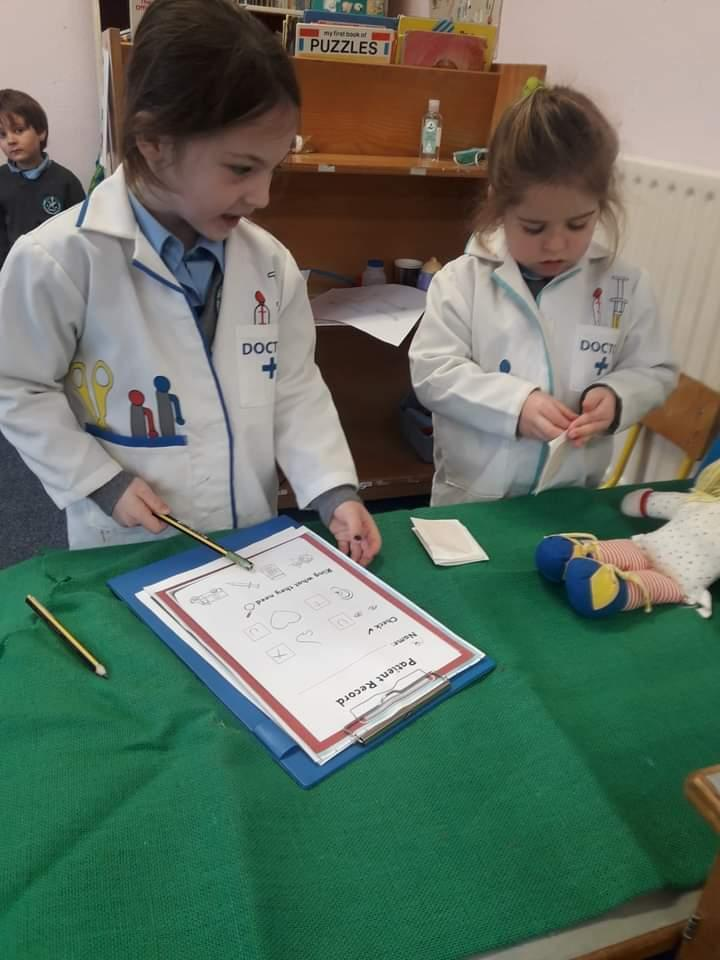 my first book of
PUZZLES
DOCT
DOCT
Patient Record
Name:
Check ✓
Ring what they need